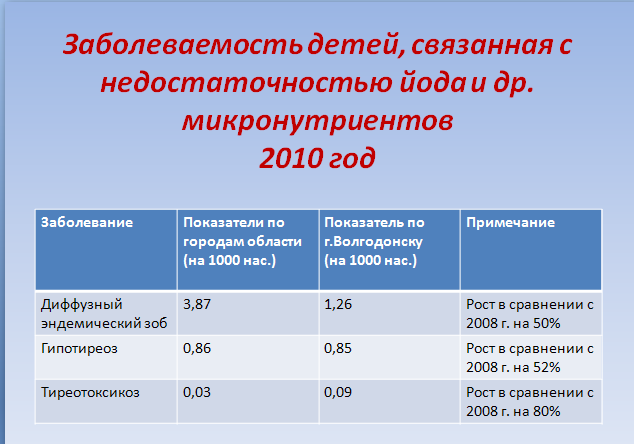 Заболеваемость детей, связанная с
недостаточностью йода и др.
микронутриентов
2010 год
Заболевание
Показатели по
городам области
(на 1000 нас.)
Показатель по
г.Волгодонску
(на 1000 нас.)
Примечание
Диффузный
эндемический зоб
3,87
1,26
Рост в сравнении с
2008 г. на 50%
Гипотиреоз
0,86
0,85
Рост в сравнении с
2008 г. на 52%
Тиреотоксикоз
0,03
0,09
Рост в сравнении с
2008 г. на 80%